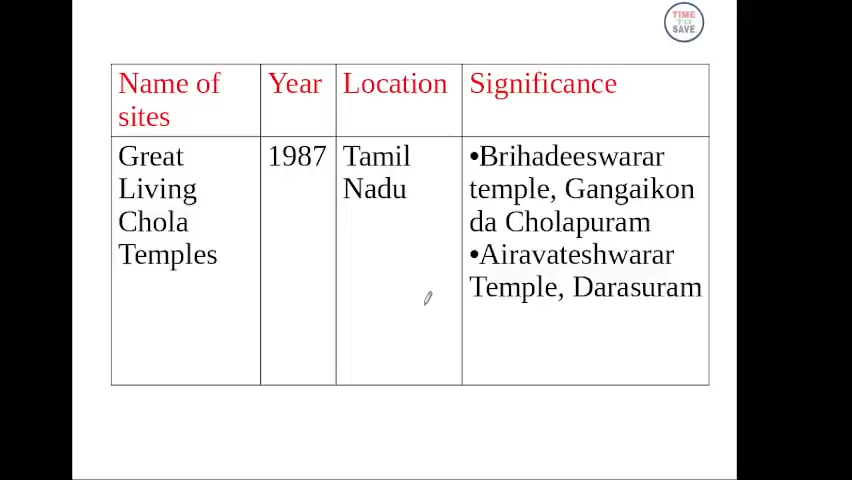 TIME
TO
SAVE
Name of
sites
Year
Location
Significance
Great
Living
Chola
Temples
1987
Tamil
Nadu
•Brihadeeswarar
temple, Gangaikon
da Cholapuram
•Airavateshwarar
Temple, Darasuram